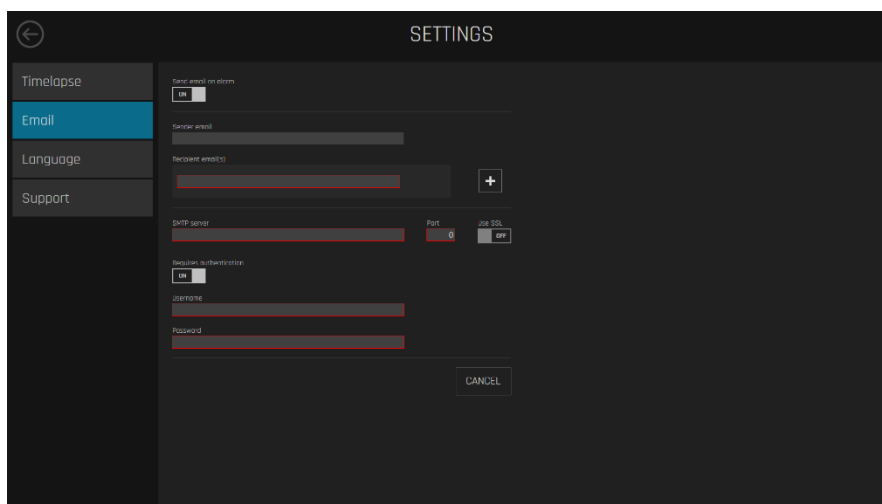 SETTINGS
Timelapse
Email
Language
Support
Send email on alarm
ON
Sender email
Recipient email(s)
+
SMTP server Port Use SSL
0 OFF
Requires authentication
ON
Username
Password
CANCEL